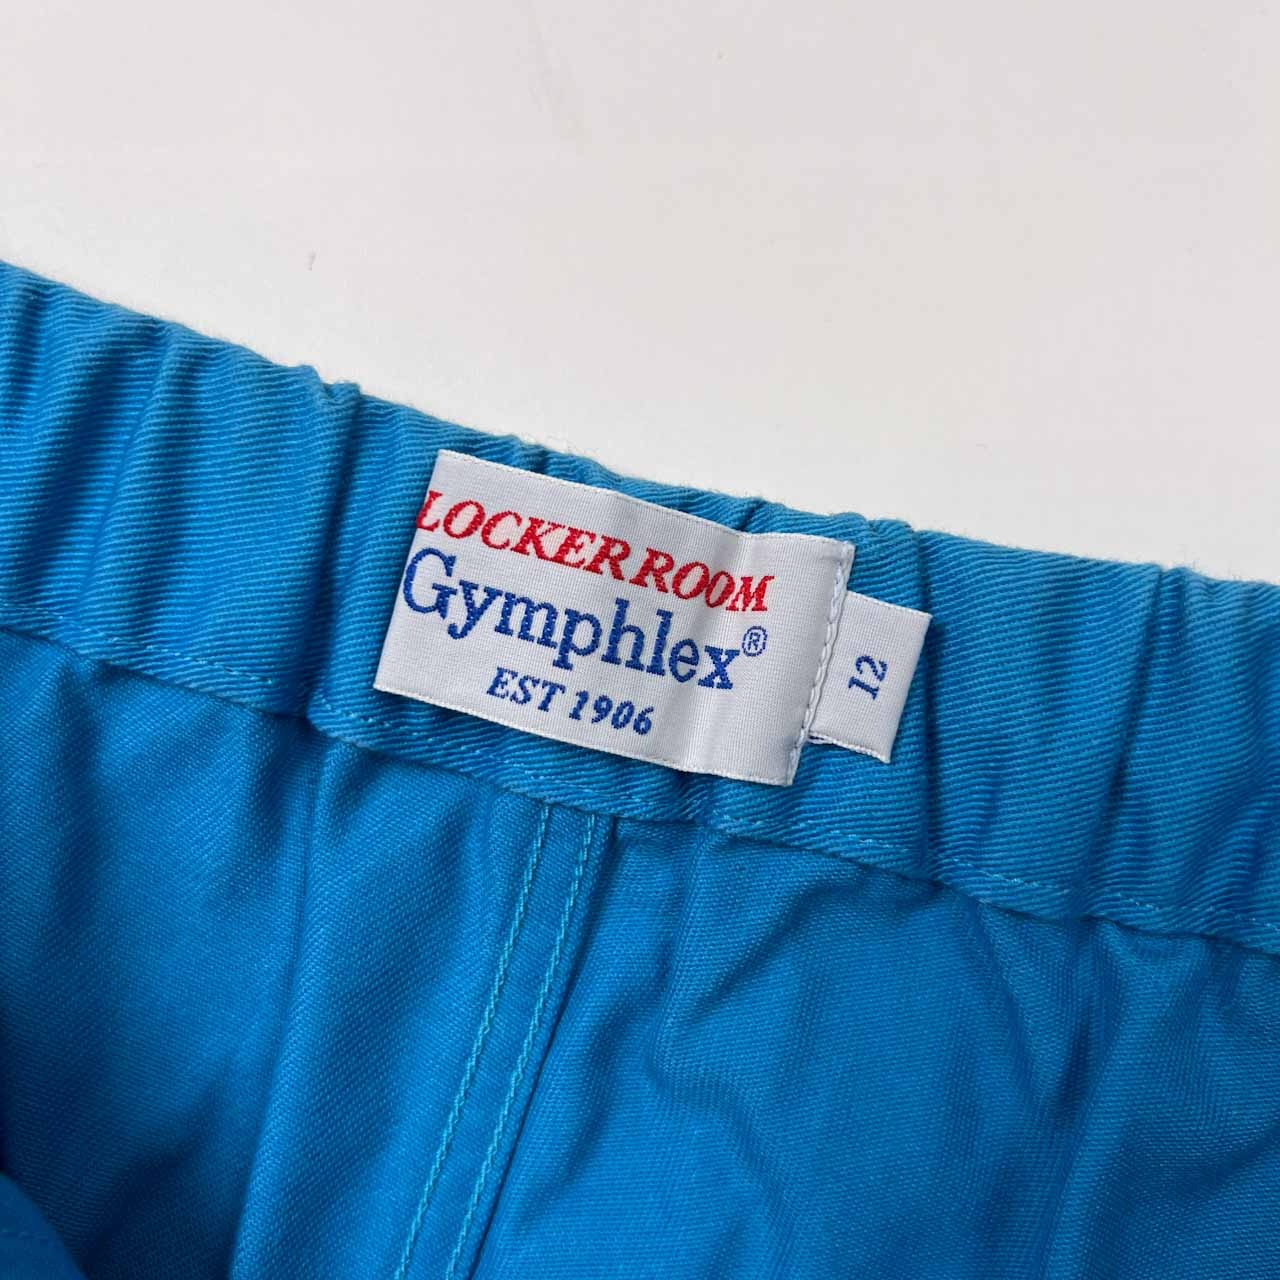 LOCKER ROOM
Gymphlex®
EST 1906
12